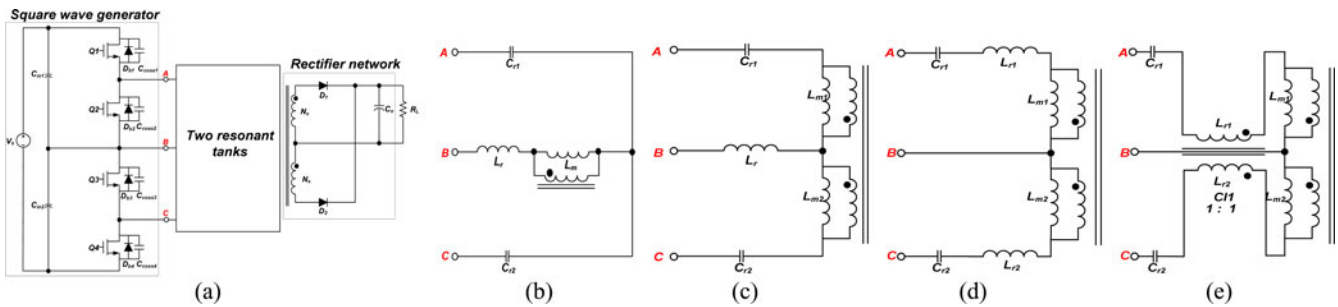 Square wave generator
Q1
Db1 Coss1
Cin1
A
Q2
Db2 Coss2
Vs
B
Q3
Db3 Coss3
Cin2
C
Q4
Db4 Coss4
Two resonant
tanks
Rectifier network
D1
Ns
Co
RL
Ns
D2
(a)
A
Cr1
B
Lr
Lm
C
Cr2
(b)
A
Cr1
Lm1
B
Lr
Lm2
C
Cr2
(c)
A
Cr1
Lr1
Lm1
B
Lm2
C
Cr2
Lr2
(d)
A
Cr1
Lm1
Lr1
B
Lr2
Lm2
CI1
1 : 1
C
Cr2
(e)